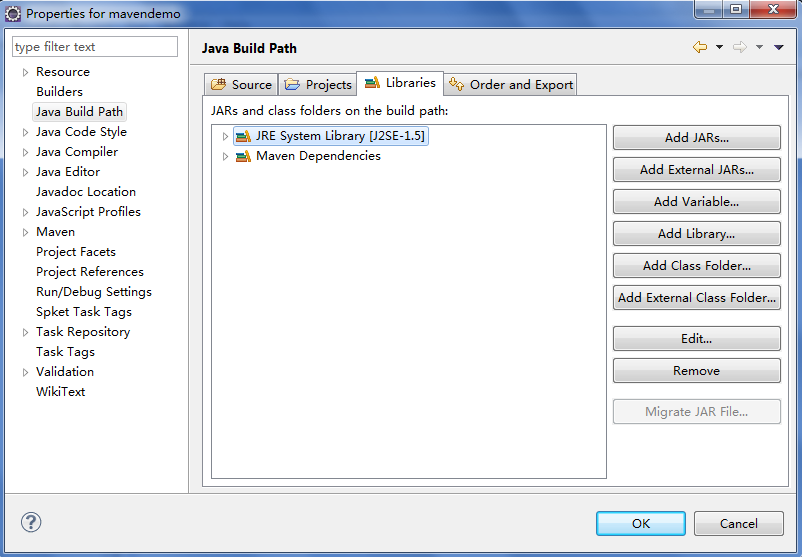 Properties for mavendemo
type filter text
Resource
Builders
Java Build Path
Java Code Style
Java Compiler
Java Editor
Javadoc Location
JavaScript Profiles
Maven
Project Facets
Project References
Run/Debug Settings
Spket Task Tags
Task Repository
Task Tags
Validation
WikiText
Java Build Path
Source Projects Libraries Order and Export
JARs and class folders on the build path:
JRE System Library [J2SE-1.5]
Maven Dependencies
Add JARs...
Add External JARs...
Add Variable...
Add Library...
Add Class Folder...
Add External Class Folder...
Edit...
Remove
Migrate JAR File...
OK Cancel